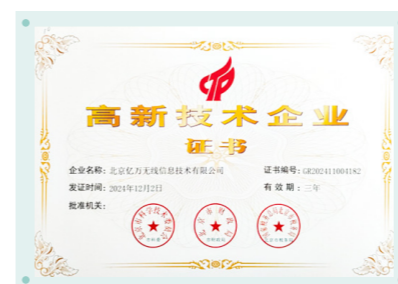 高新技术企业
证书
企业名称：北京亿万无线信息技术有限公司
证书编号：GR202411004182
发证时间：2024年12月2日
有 效 期：三年
批准机关：